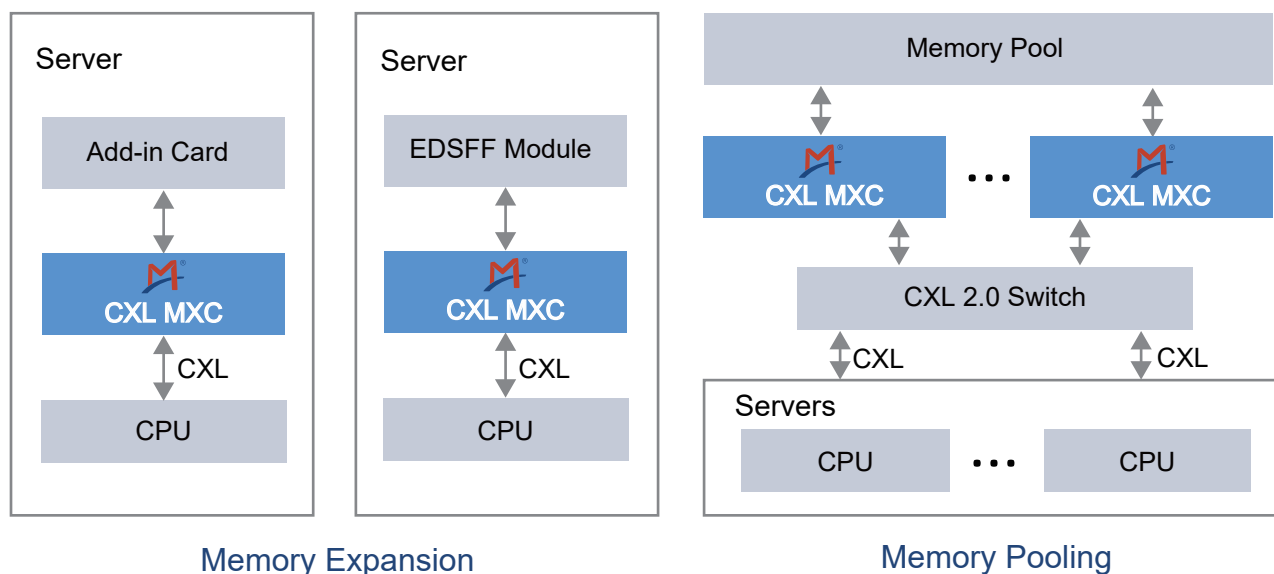 Server
Add-in Card
CXL MXC
CXL
CPU
Server
EDSFF Module
CXL MXC
CXL
CPU
Memory Expansion
Memory Pool
CXL MXC
...
CXL MXC
CXL 2.0 Switch
CXL
CXL
Servers
CPU
...
CPU
Memory Pooling